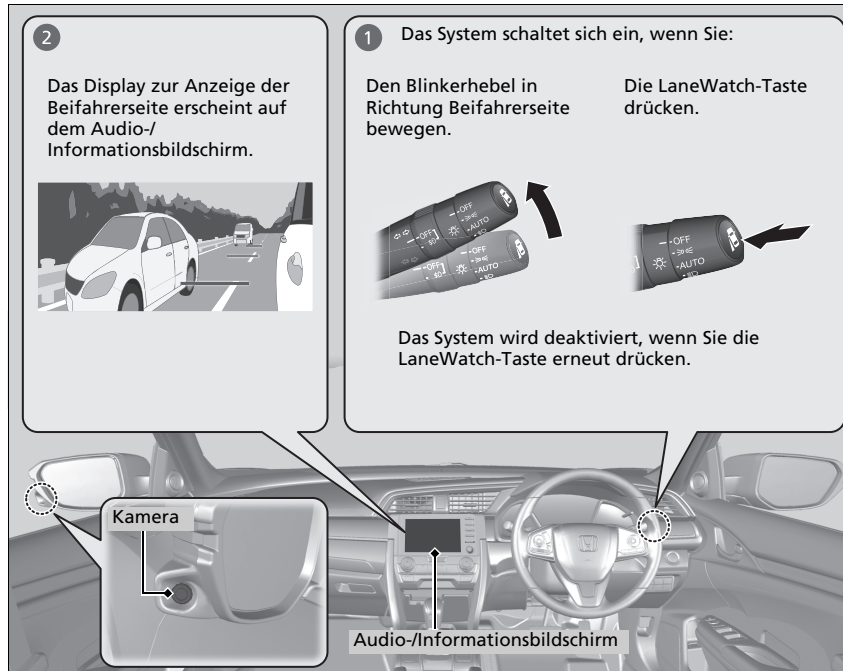 2
Das Display zur Anzeige der
Beifahrerseite erscheint auf
dem Audio-/
Informationsbildschirm.
1
Das System schaltet sich ein, wenn Sie:
Den Blinkerhebel in
Richtung Beifahrerseite
bewegen.
Die LaneWatch-Taste
drücken.
OFF
AUTO
OFF
OFF
AUTO
OFF
OFF
AUTO
Das System wird deaktiviert, wenn Sie die
LaneWatch-Taste erneut drücken.
Kamera
Audio-/Informationsbildschirm